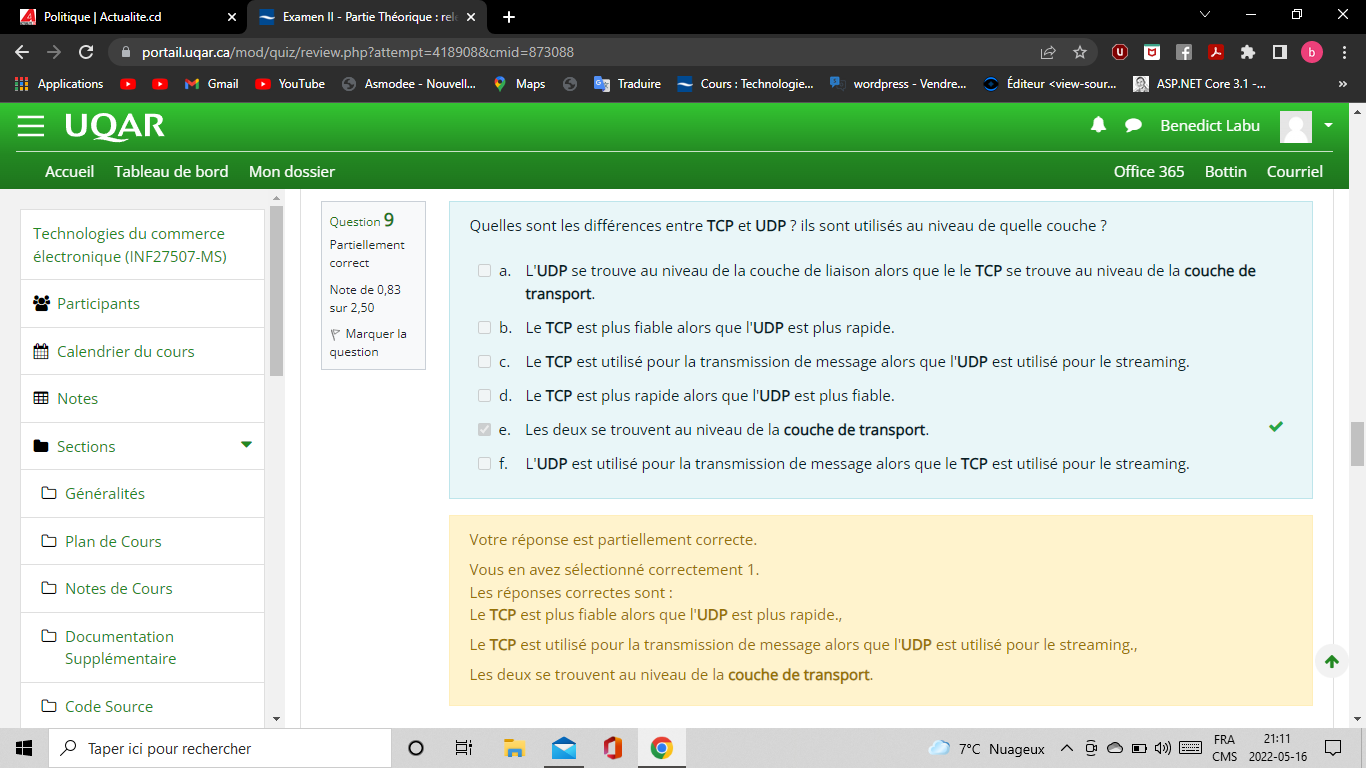 Politique | Actualite.cd
Examen II - Partie Théorique : rele
portail.uqar.ca/mod/quiz/review.php?attempt=418908&cmid=873088
Applications
Gmail
YouTube
Asmodee - Nouvell...
Maps
Traduire
Cours : Technologie...
wordpress - Vendre...
Éditeur <view-sour...
ASP.NET Core 3.1 -...
»
UQAR
Benedict Labu
Accueil Tableau de bord Mon dossier
Office 365 Bottin Courriel
Technologies du commerce
électronique (INF27507-MS)
Participants
Calendrier du cours
Notes
Sections
Généralités
Plan de Cours
Notes de Cours
Documentation
Supplémentaire
Code Source
Question 9
Partiellement
correct
Note de 0,83
sur 2,50
Marquer la
question
Quelles sont les différences entre TCP et UDP ? ils sont utilisés au niveau de quelle couche ?
a. L'UDP se trouve au niveau de la couche de liaison alors que le le TCP se trouve au niveau de la couche de
transport.
b. Le TCP est plus fiable alors que l'UDP est plus rapide.
c. Le TCP est utilisé pour la transmission de message alors que l'UDP est utilisé pour le streaming.
d. Le TCP est plus rapide alors que l'UDP est plus fiable.
e. Les deux se trouvent au niveau de la couche de transport.
f. L'UDP est utilisé pour la transmission de message alors que le TCP est utilisé pour le streaming.
Votre réponse est partiellement correcte.
Vous en avez sélectionné correctement 1.
Les réponses correctes sont :
Le TCP est plus fiable alors que l'UDP est plus rapide.,
Le TCP est utilisé pour la transmission de message alors que l'UDP est utilisé pour le streaming.,
Les deux se trouvent au niveau de la couche de transport.
Taper ici pour rechercher
7°C Nuageux
FRA
CMS
21:11
2022-05-16